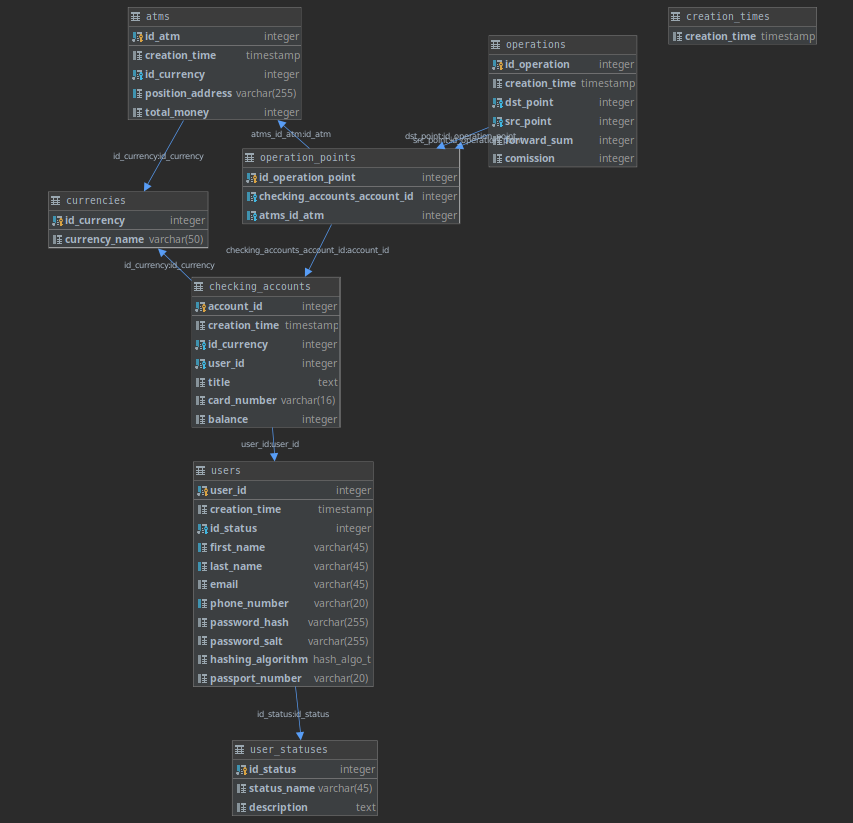 atms
id_atm integer
creation_time timestamp
id_currency integer
position_address varchar(255)
total_money integer
creation_times
creation_time timestamp
operations
id_operation integer
creation_time timestamp
dst_point integer
src_point integer
forward_sum integer
comission integer
atms_id_atm:id_atm
id_currency:id_currency
operation_points
id_operation_point integer
checking_accounts_account_id integer
atms_id_atm integer
currencies
id_currency integer
currency_name varchar(50)
checking_accounts_account_id:account_id
id_currency:id_currency
checking_accounts
account_id integer
creation_time timestamp
id_currency integer
user_id integer
title text
card_number varchar(16)
balance integer
user_id:user_id
users
user_id integer
creation_time timestamp
id_status integer
first_name varchar(45)
last_name varchar(45)
email varchar(45)
phone_number varchar(20)
password_hash varchar(255)
password_salt varchar(255)
hashing_algorithm hash_algo_t
passport_number varchar(20)
id_status:id_status
user_statuses
id_status integer
status_name varchar(45)
description text